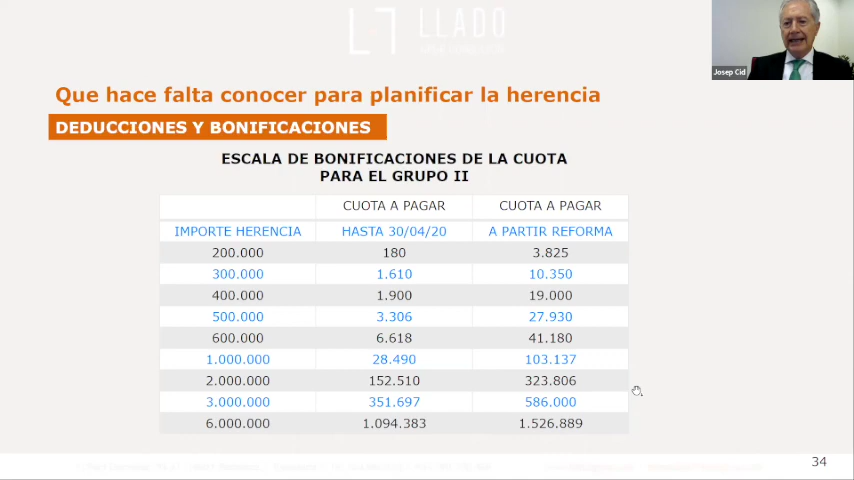 LLADO
Josep Cid
Que hace falta conocer para planificar la herencia
DEDUCCIONES Y BONIFICACIONES
ESCALA DE BONIFICACIONES DE LA CUOTA
PARA EL GRUPO II
CUOTA A PAGAR CUOTA A PAGAR
IMPORTE HERENCIA HASTA 30/04/20 A PARTIR REFORMA
200.000 180 3.825
300.000 1.610 10.350
400.000 1.900 19.000
500.000 3.306 27.930
600.000 6.618 41.180
1.000.000 28.490 103.137
2.000.000 152.510 323.806
3.000.000 351.697 586.000
6.000.000 1.094.383 1.526.889
34